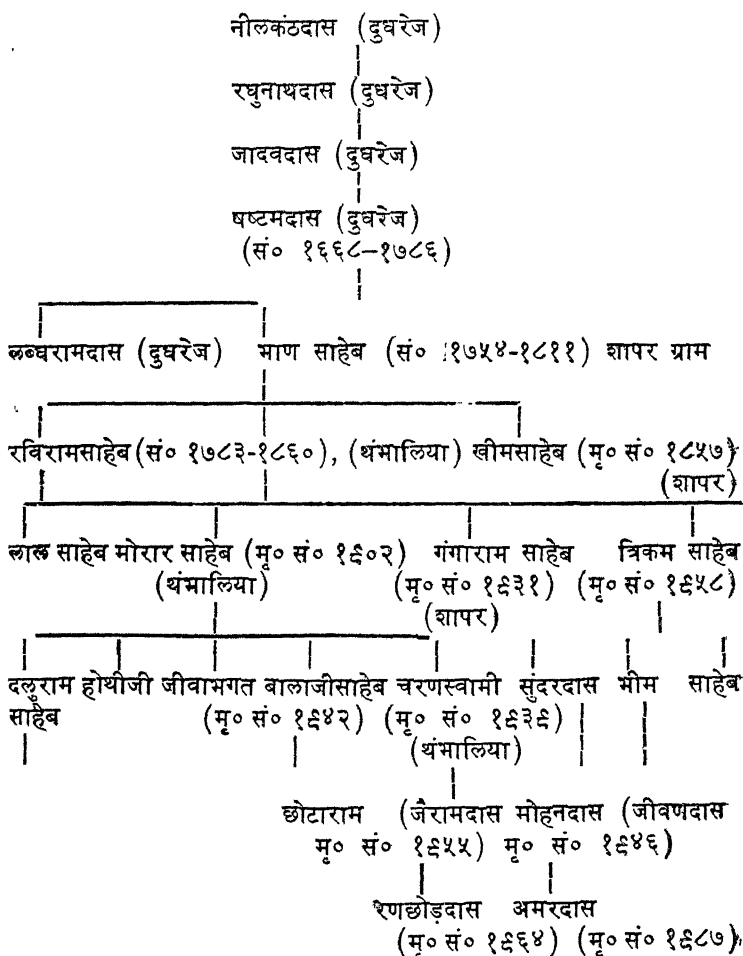 नीलकंठदास (दुधरेज)
रघुनाथदास (दुधरेज)
जादवदास (दुधरेज)
षष्टमदास (दुधरेज)
(सं० १६६८–१७८६)
लब्धरामदास (दुधरेज) भाण साहेब (सं० १७५४-१८११) शापर ग्राम
रविरामसाहेब (सं० १७८३-१८६०), (थंभालिया) खीमसाहेब (मृ० सं० १८५७)
(शापर)
लाल साहेब मोरार साहेब (मृ० सं० १९०२) गंगाराम साहेब त्रिकम साहेब
(थंभालिया) (मृ० सं० १९३१) (मृ० सं० १९५८)
(शापर)
दलुराम होथीजी जीवाभगत बालाजीसाहेब चरणस्वामी सुंदरदास भीम साहेब
साहेब (मृ० सं० १९४२) (मृ० सं० १९३९)
(थंभालिया)
छोटाराम (जैरामदास मोहनदास (जीवणदास
मृ० सं० १९५५) मृ० सं० १९४६)
रणछोड़दास अमरदास
(मृ० सं० १९६४) (मृ० सं० १९८७)